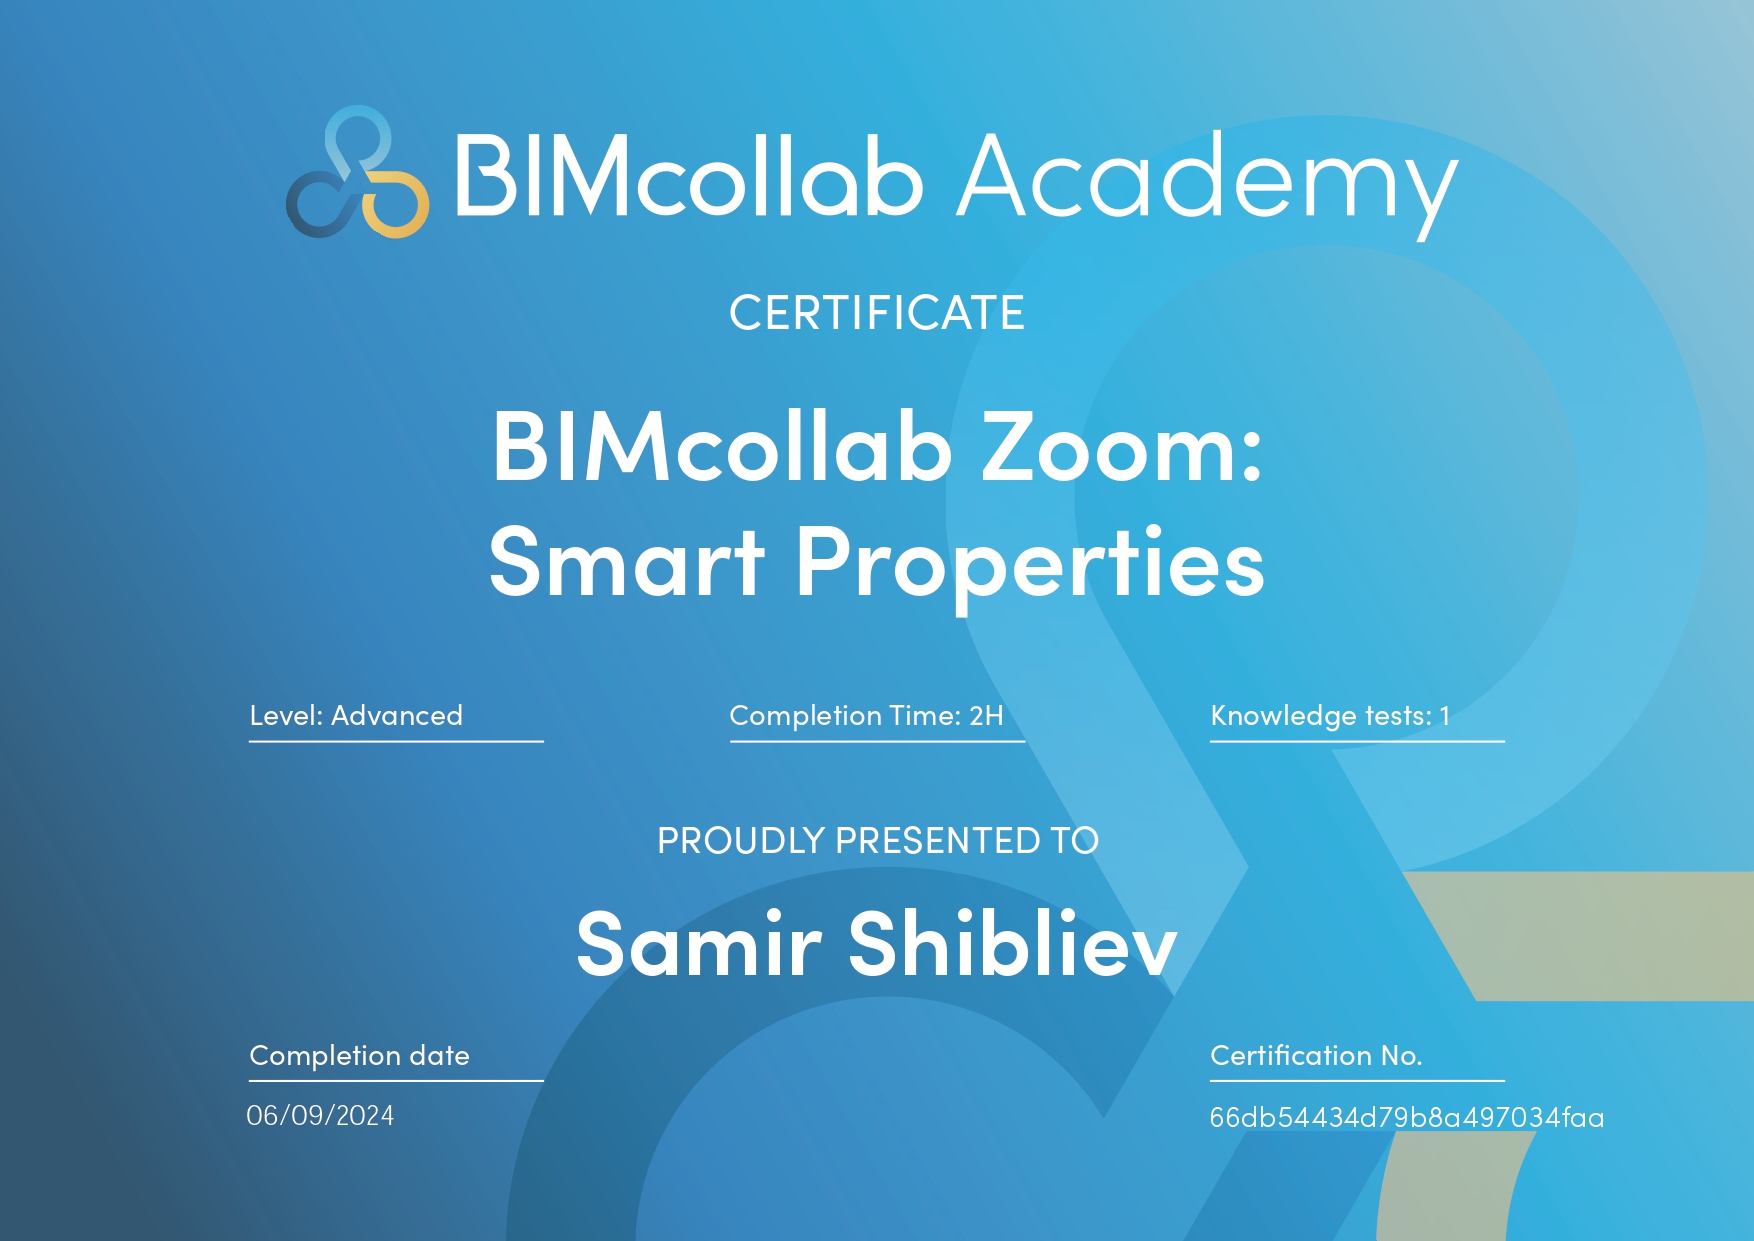 BIMcollab Academy
CERTIFICATE
BIMcollab Zoom:
Smart Properties
Level: Advanced
Completion Time: 2H
Knowledge tests: 1
PROUDLY PRESENTED TO
Samir Shibliev
Completion date
Certification No.
06/09/2024
66db54434d79b8a497034faa